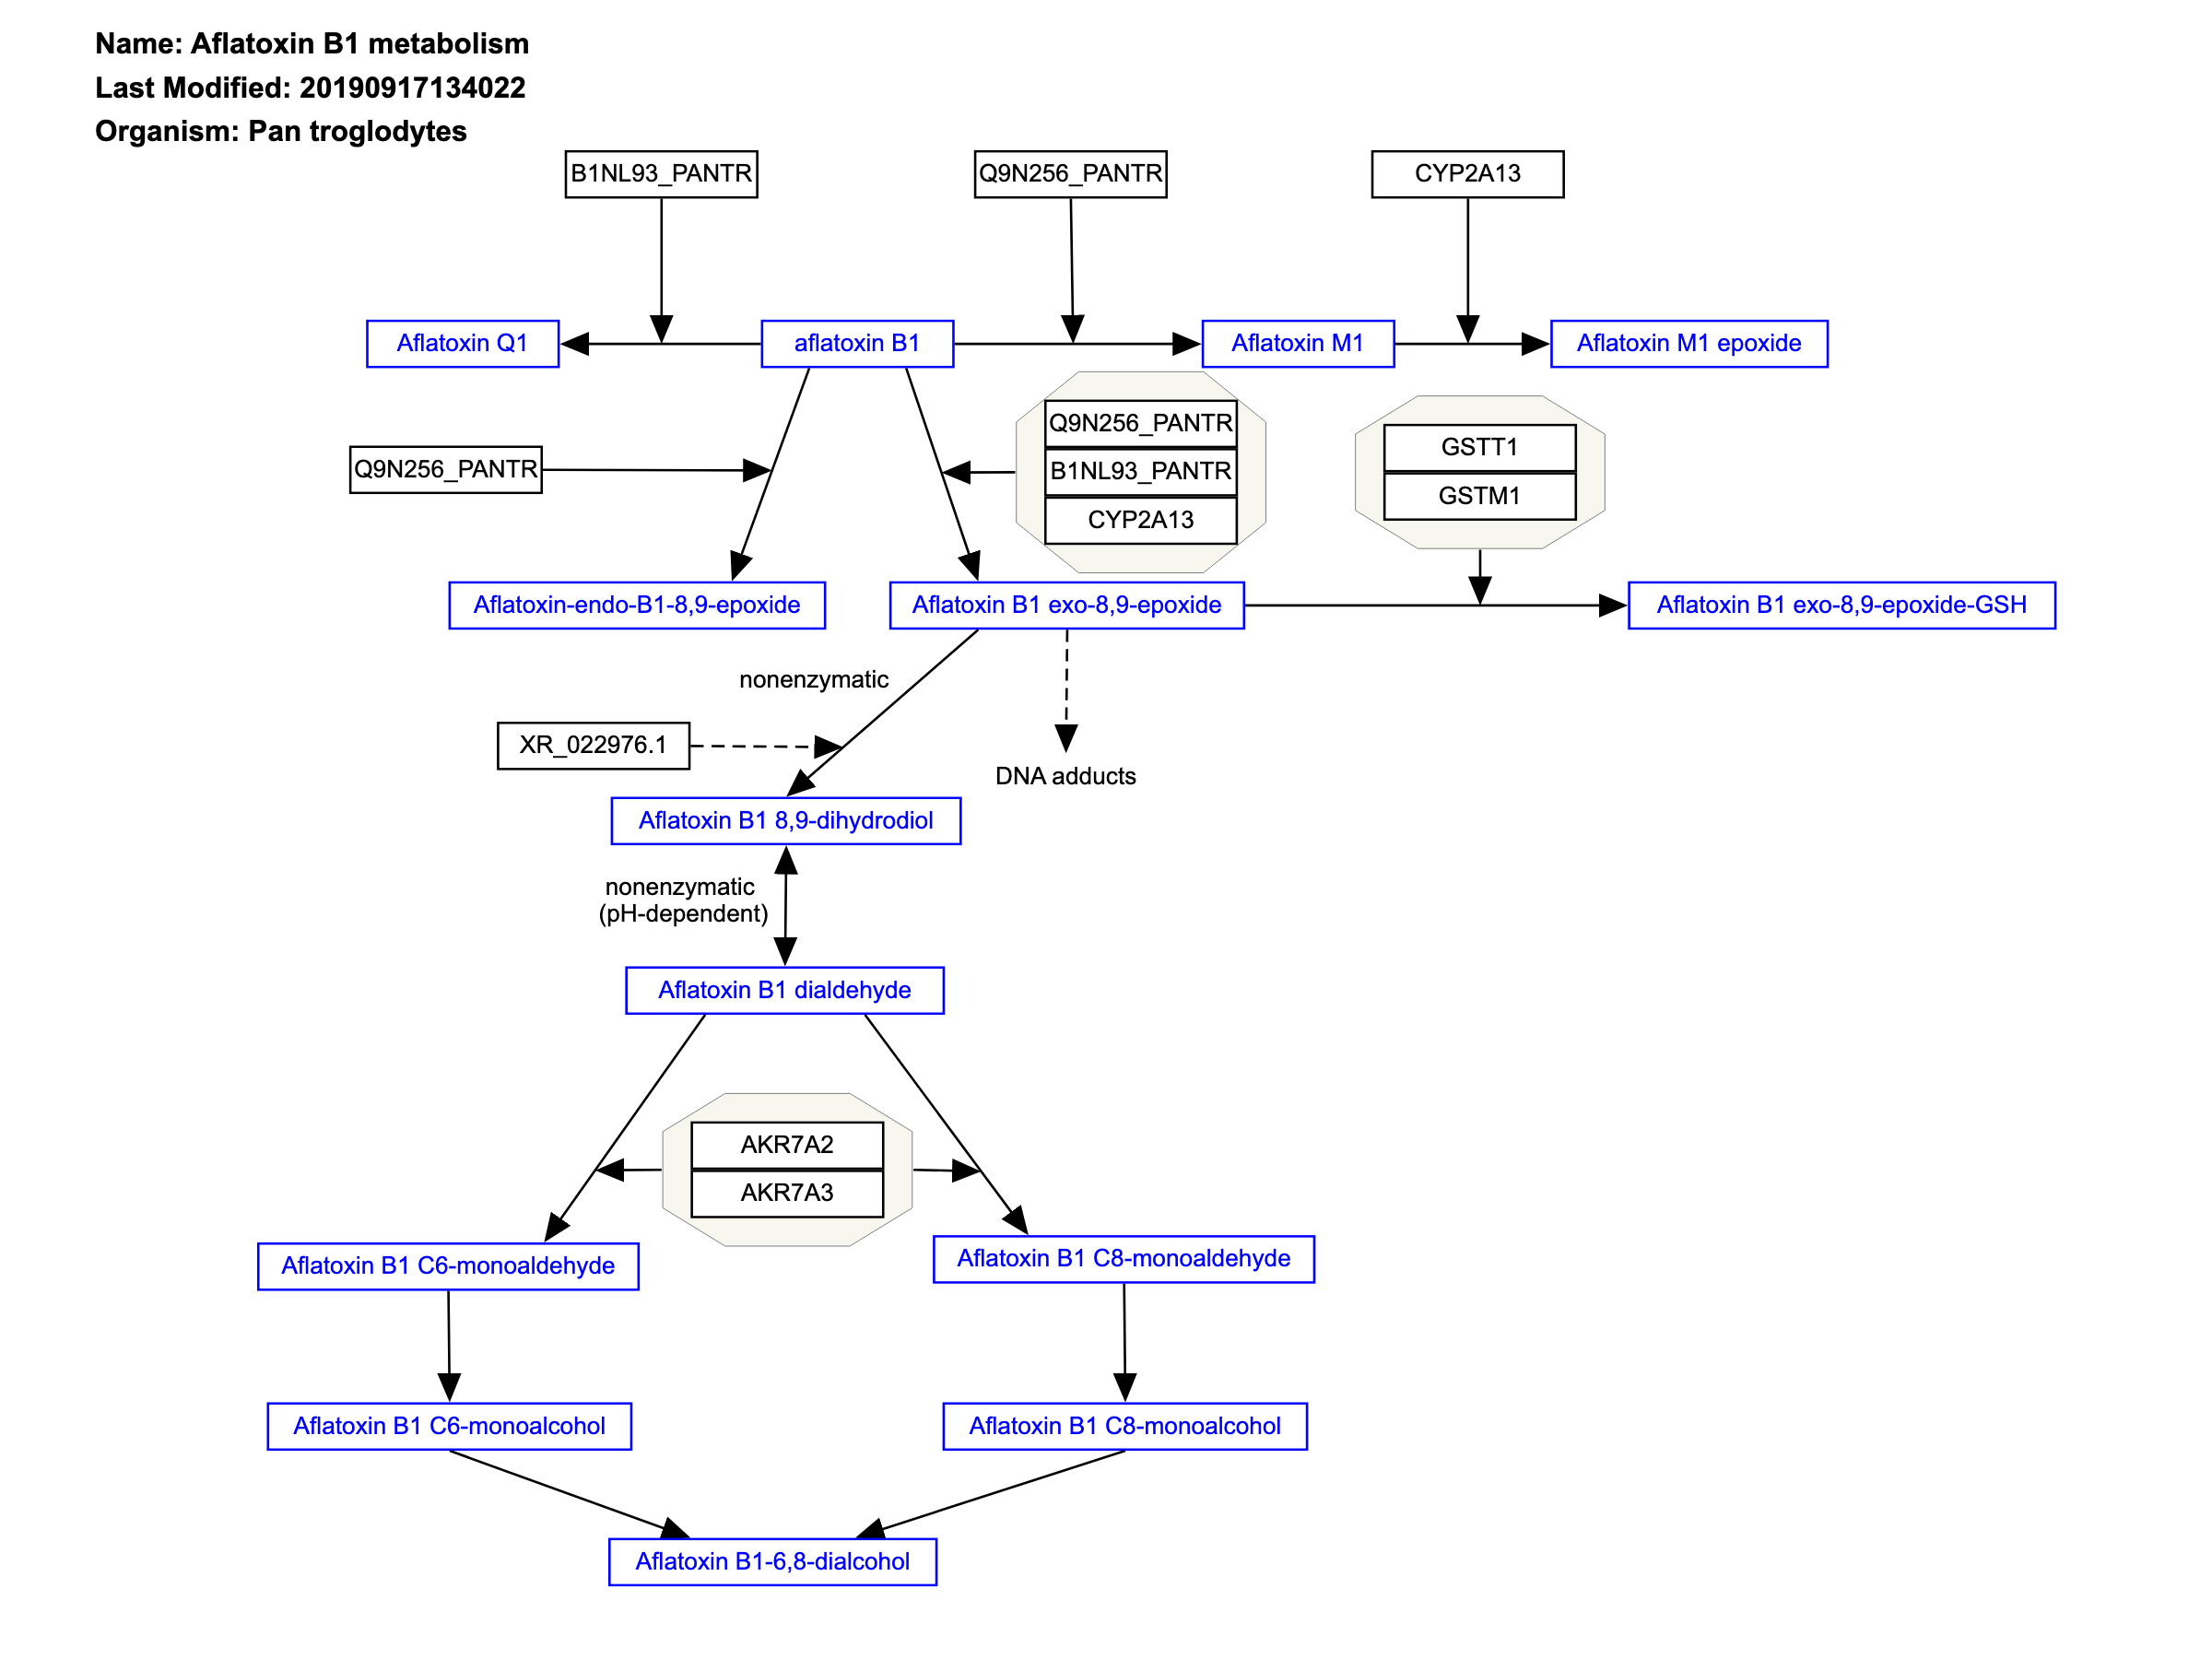 Name: Aflatoxin B1 metabolism
Last Modified: 20190917134022
Organism: Pan troglodytes
B1NL93_PANTR
Q9N256_PANTR
CYP2A13
Aflatoxin Q1
aflatoxin B1
Aflatoxin M1
Aflatoxin M1 epoxide
Q9N256_PANTR
Q9N256_PANTR
B1NL93_PANTR
CYP2A13
GSTT1
GSTM1
Aflatoxin-endo-B1-8,9-epoxide
Aflatoxin B1 exo-8,9-epoxide
Aflatoxin B1 exo-8,9-epoxide-GSH
nonenzymatic
XR_022976.1
DNA adducts
Aflatoxin B1 8,9-dihydrodiol
nonenzymatic
(pH-dependent)
Aflatoxin B1 dialdehyde
AKR7A2
AKR7A3
Aflatoxin B1 C6-monoaldehyde
Aflatoxin B1 C8-monoaldehyde
Aflatoxin B1 C6-monoalcohol
Aflatoxin B1 C8-monoalcohol
Aflatoxin B1-6,8-dialcohol